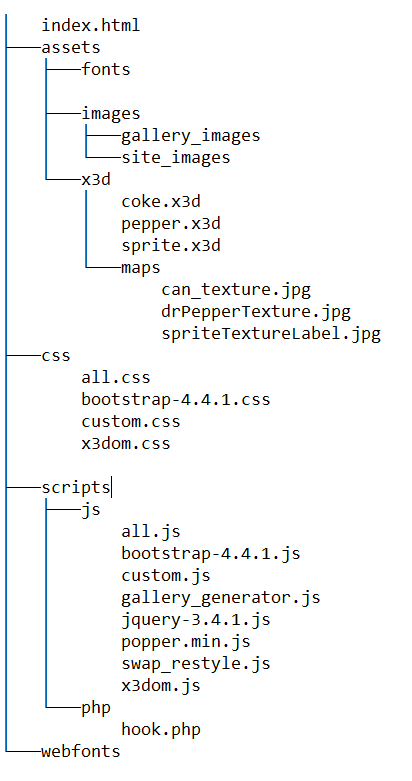 index.html
assets
fonts
images
gallery_images
site_images
x3d
coke.x3d
pepper.x3d
sprite.x3d
maps
can_texture.jpg
drPepperTexture.jpg
spriteTextureLabel.jpg
css
all.css
bootstrap-4.4.1.css
custom.css
x3dom.css
scripts
js
all.js
bootstrap-4.4.1.js
custom.js
gallery_generator.js
jquery-3.4.1.js
popper.min.js
swap_restyle.js
x3dom.js
php
hook.php
webfonts